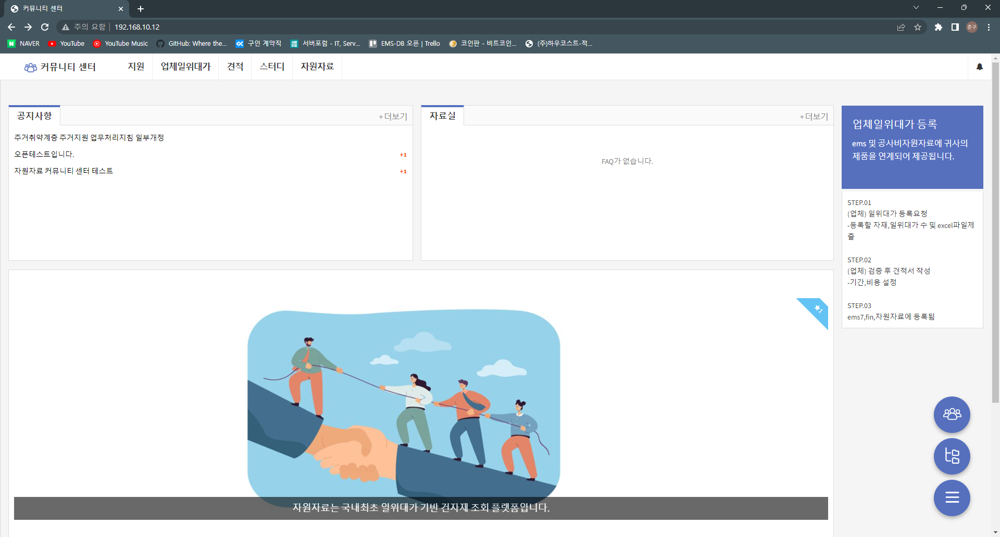 커뮤니티 센터
주의 요함 192.168.10.12
준구
NAVER YouTube YouTube Music GitHub: Where the... 구인 계약직 서버포럼 - IT, Serv... EMS-DB 오픈 | Trello 코인판 - 비트코인... (주)하우코스트-적...
커뮤니티 센터 지원 업체일위대가 견적 스터디 자원자료
공지사항 +더보기
주거취약계층 주거지원 업무처리지침 일부개정
오픈테스트입니다. +1
자원자료 커뮤니티 센터 테스트 +1
자료실 +더보기
FAQ가 없습니다.
업체일위대가 등록
ems 및 공사비자원자료에 귀사의
제품을 연계되어 제공됩니다.
STEP.01
(업체) 일위대가 등록요청
-등록할 자재,일위대가 수 및 excel파일제
출
STEP.02
(업체) 검증 후 견적서 작성
-기간,비용 설정
STEP.03
ems7,fin,자원자료에 등록됨
1
자원자료는 국내최초 일위대가 기반 건자재 조회 플랫폼입니다.